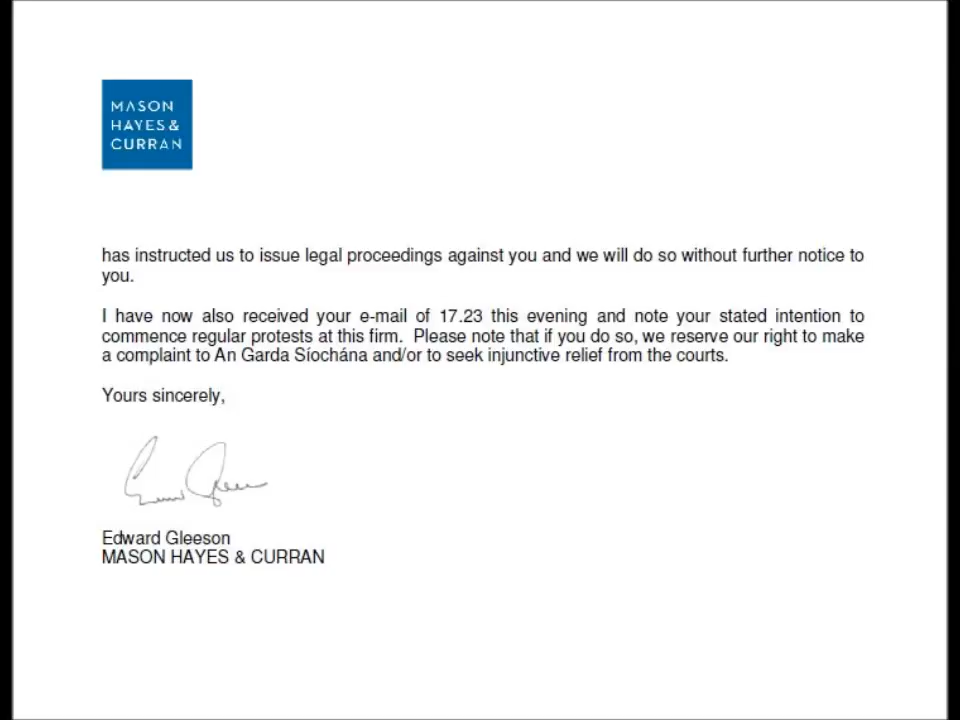 MASON
HAYES &
CURRAN
has instructed us to issue legal proceedings against you and we will do so without further notice to
you.
I have now also received your e-mail of 17.23 this evening and note your stated intention to
commence regular protests at this firm.  Please note that if you do so, we reserve our right to make
a complaint to An Garda Síochána and/or to seek injunctive relief from the courts.
Yours sincerely,
Edward Gleeson
MASON HAYES & CURRAN